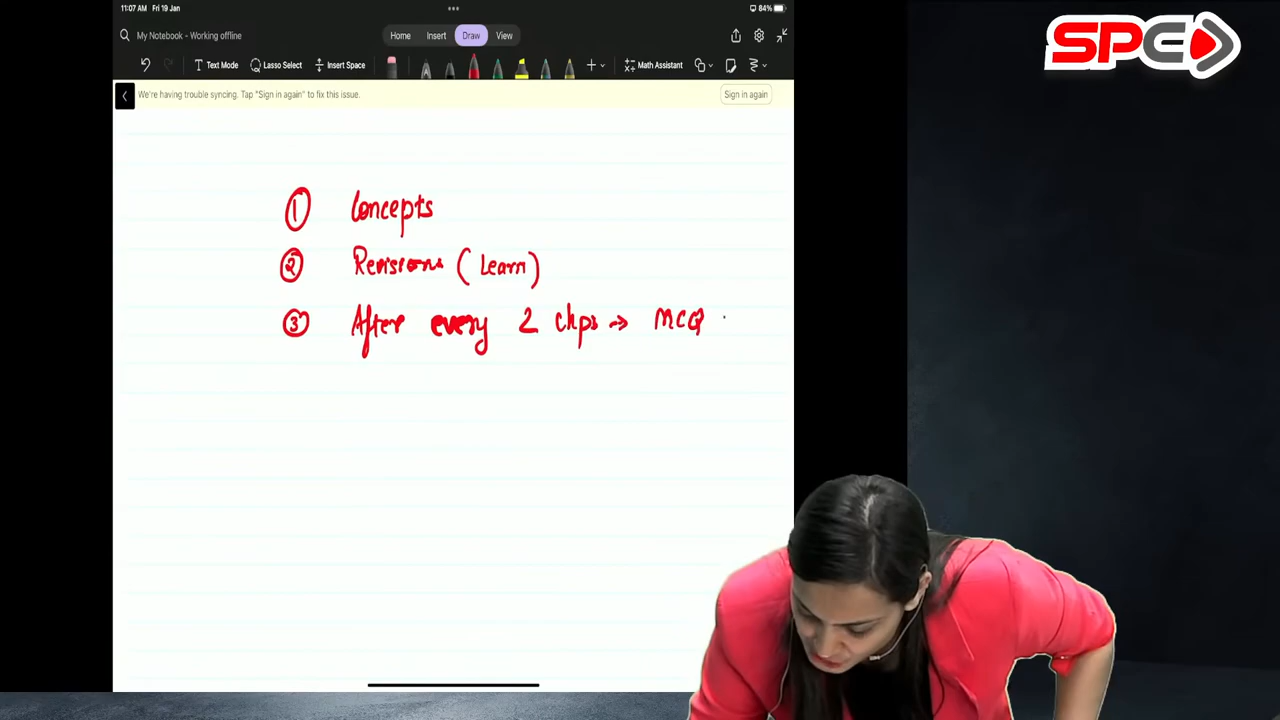 11:07 AM Fri 19 Jan
84%
SPC
My Notebook - Working offline
Home Insert Draw View
Text Mode Lasso Select Insert Space Math Assistant
We're having trouble syncing. Tap "Sign in again" to fix this issue. Sign in again
① Concepts
② Revisions (Learn)
③ After every 2 chps → MCQ